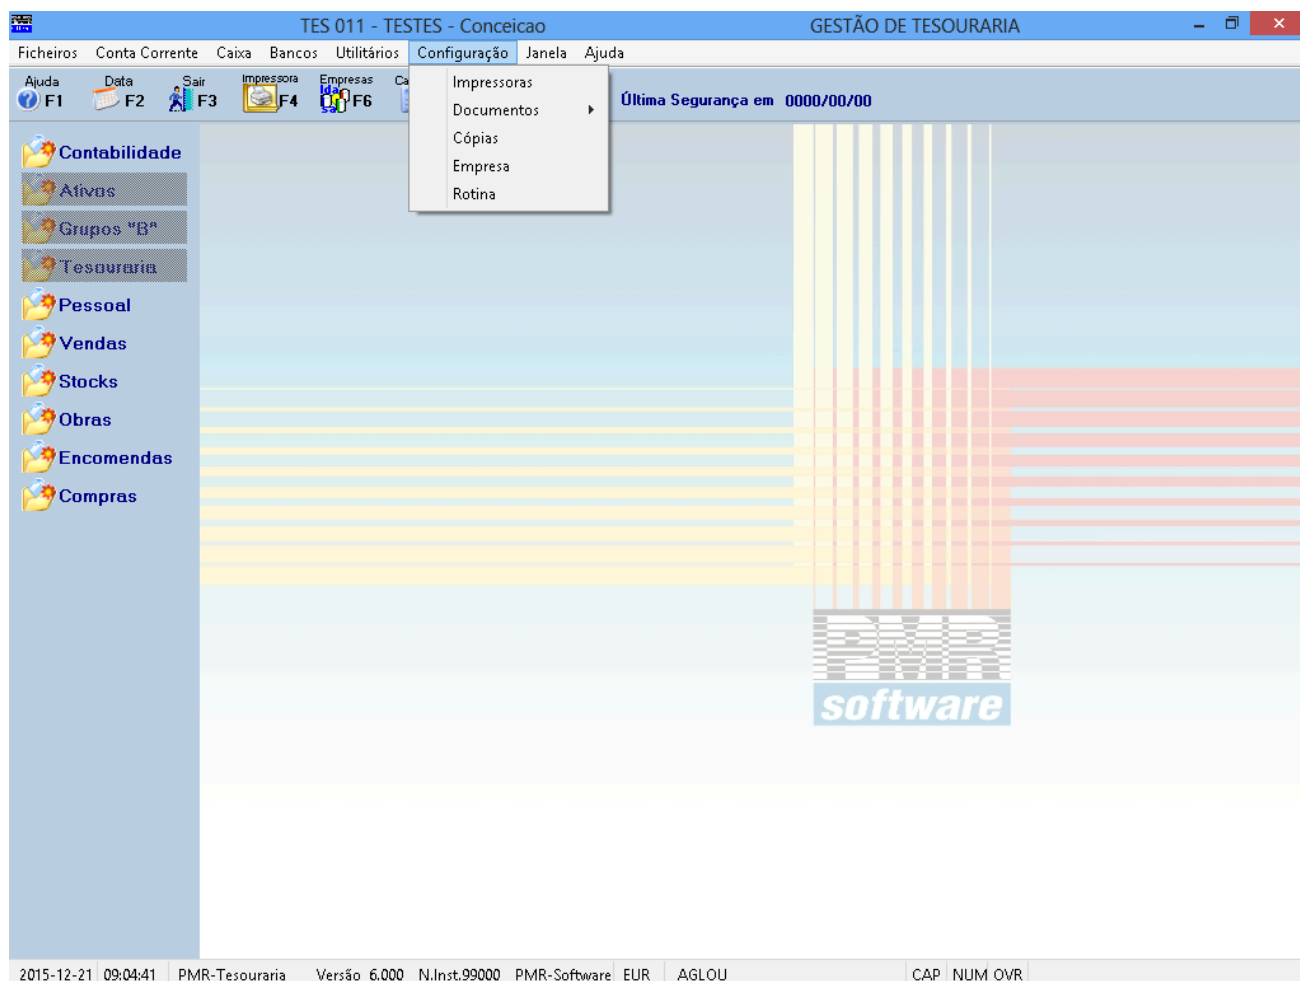 TES 011 - TESTES - Conceicao GESTÃO DE TESOURARIA
Ficheiros Conta Corrente Caixa Bancos Utilitários Configuração Janela Ajuda
Ajuda F1 Data F2 Sair F3 Impressora F4 Empresas F6 Última Segurança em 0000/00/00
Impressoras
Documentos
Cópias
Empresa
Rotina
Contabilidade
Ativos
Grupos "B"
Tesouraria
Pessoal
Vendas
Stocks
Obras
Encomendas
Compras
PMR
software
2015-12-21 09:04:41 PMR-Tesouraria Versão 6.000 N.Inst.99000 PMR-Software EUR AGLOU CAP NUM OVR